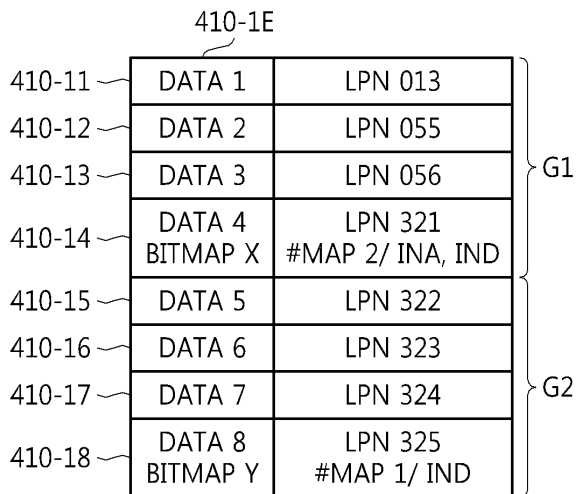 410-1E
410-11 DATA 1 LPN 013
410-12 DATA 2 LPN 055
410-13 DATA 3 LPN 056
G1
410-14 DATA 4 LPN 321
BITMAP X #MAP 2/ INA, IND
410-15 DATA 5 LPN 322
410-16 DATA 6 LPN 323
410-17 DATA 7 LPN 324
G2
410-18 DATA 8 LPN 325
BITMAP Y #MAP 1/ IND